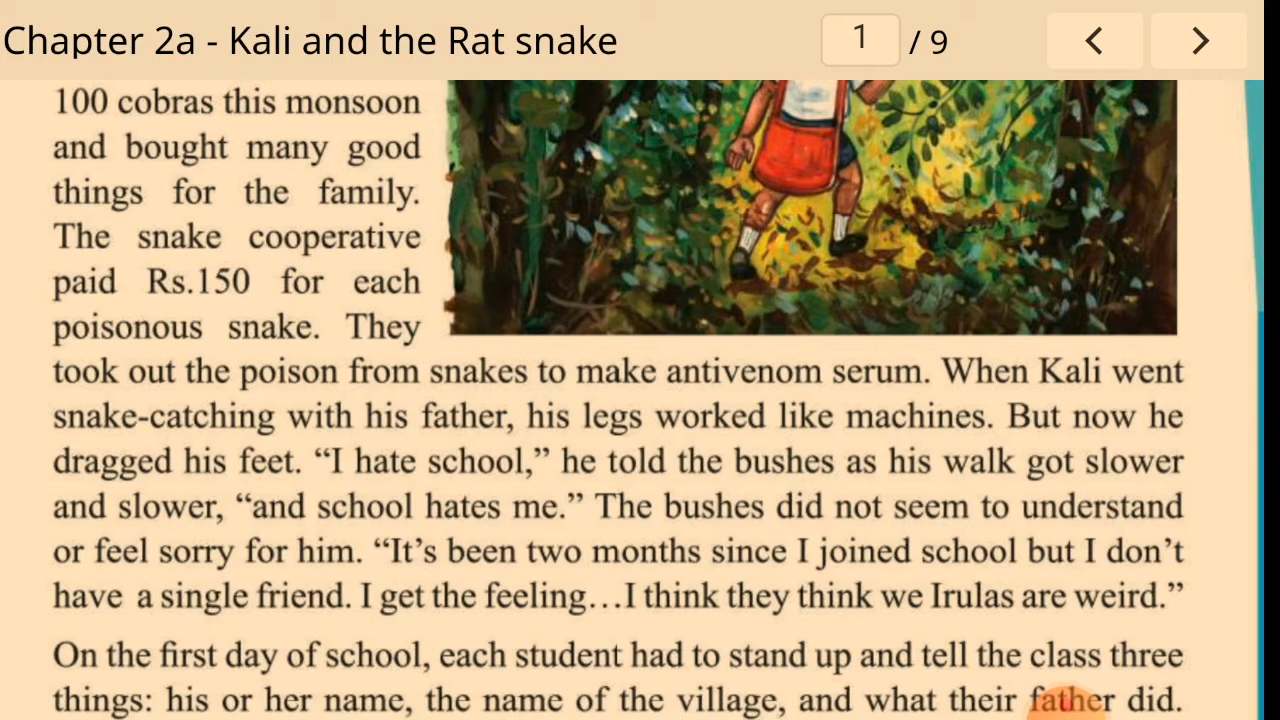 Chapter 2a - Kali and the Rat snake
1 / 9
100 cobras this monsoon
and bought many good
things for the family.
The snake cooperative
paid Rs.150 for each
poisonous snake. They
took out the poison from snakes to make antivenom serum. When Kali went
snake-catching with his father, his legs worked like machines. But now he
dragged his feet. “I hate school,” he told the bushes as his walk got slower
and slower, “and school hates me.” The bushes did not seem to understand
or feel sorry for him. “It’s been two months since I joined school but I don’t
have a single friend. I get the feeling…I think they think we Irulas are weird.”
On the first day of school, each student had to stand up and tell the class three
things: his or her name, the name of the village, and what their father did.